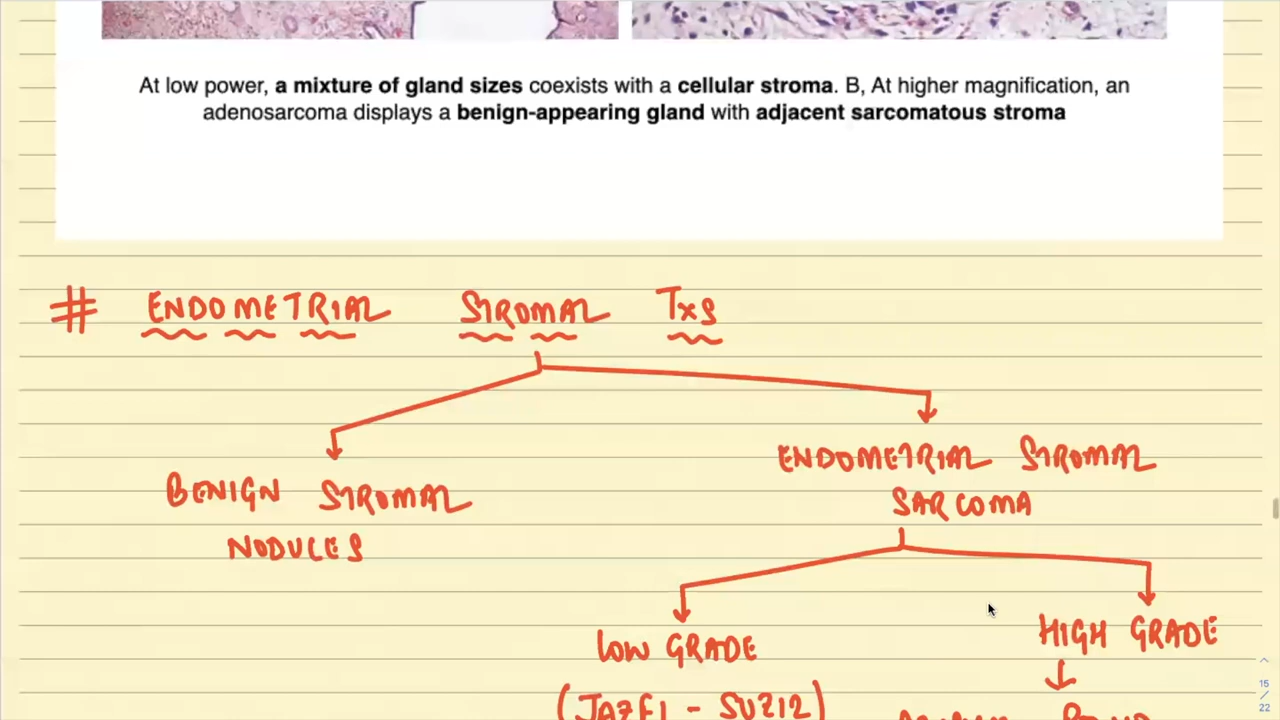 At low power, a mixture of gland sizes coexists with a cellular stroma. B, At higher magnification, an
adenosarcoma displays a benign-appearing gland with adjacent sarcomatous stroma
# ENDOMETRIAL STROMAL TxS
BENIGN STROMAL
NODULES
ENDOMETRIAL STROMAL
SARCOMA
LOW GRADE
(JAZF1 - SUZ12)
HIGH GRADE
15
/
22